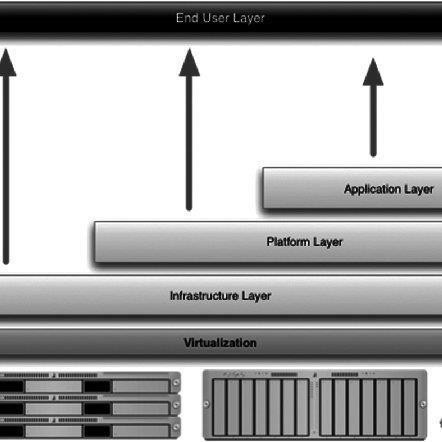 End User Layer
Application Layer
Platform Layer
Infrastructure Layer
Virtualization